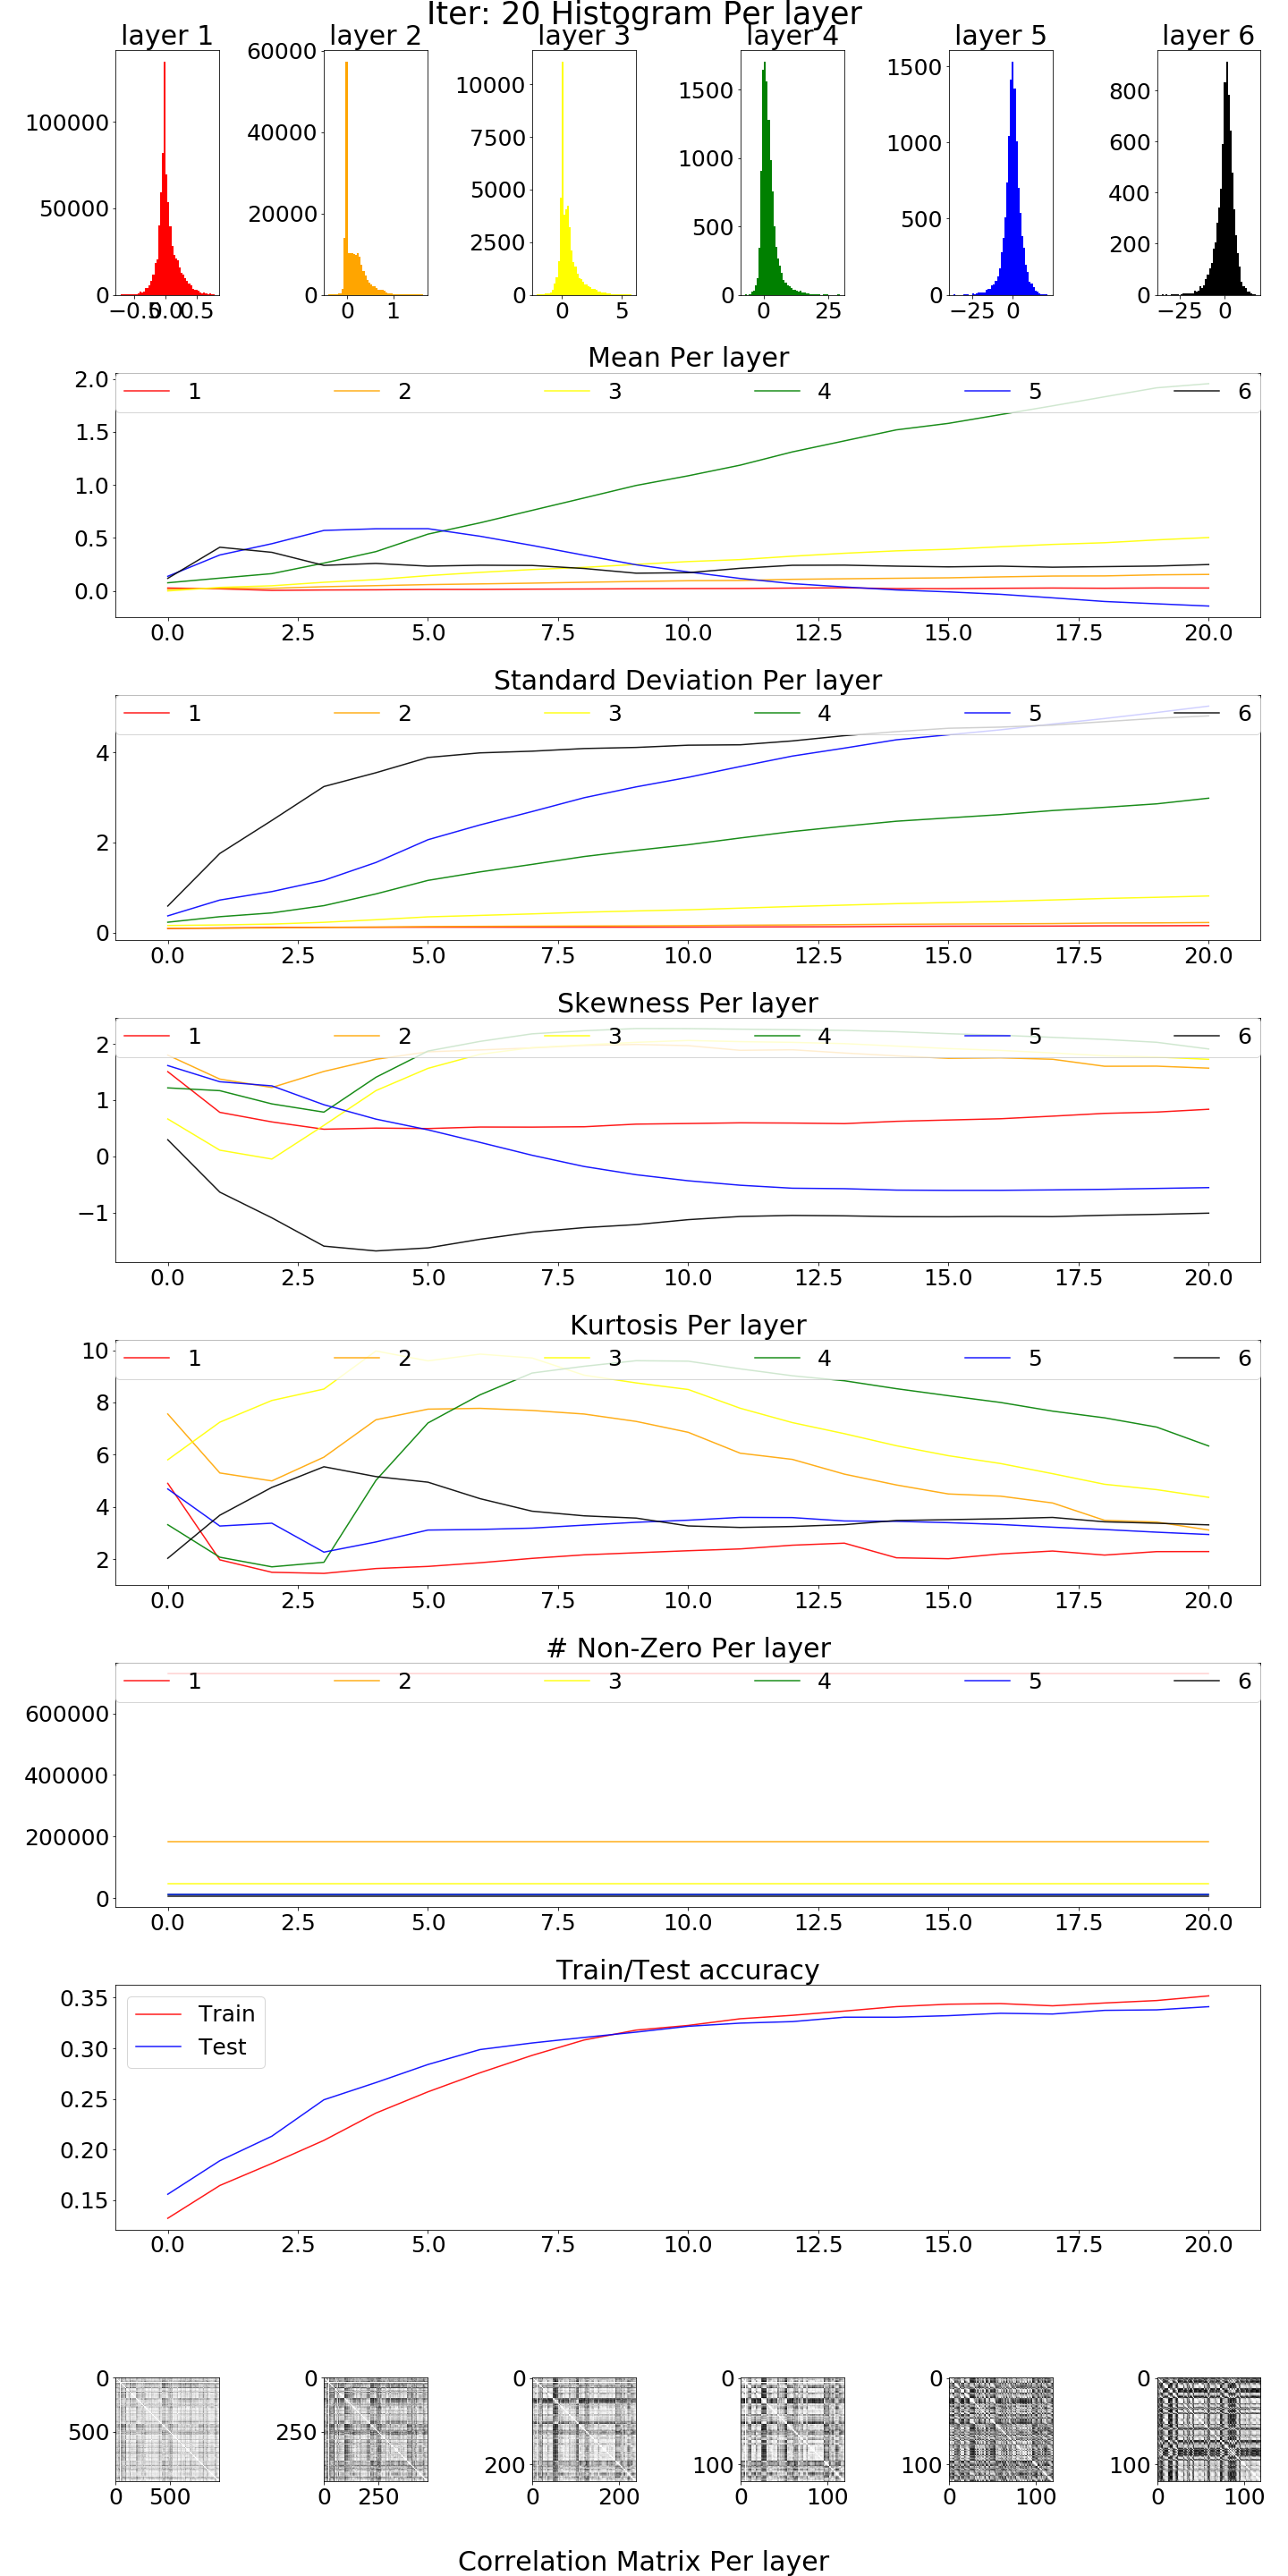 Iter: 20 Histogram Per layer
layer 1 layer 2 layer 3 layer 4 layer 5 layer 6
100000 50000 0 −0.5 0.0 0.5
60000 40000 20000 0 0 1
10000 7500 5000 2500 0 0 5
1500 1000 500 0 0 25
1500 1000 500 0 −25 0
800 600 400 200 0 −25 0
Mean Per layer
1 2 3 4 5 6
2.0
1.5
1.0
0.5
0.0
0.0 2.5 5.0 7.5 10.0 12.5 15.0 17.5 20.0
Standard Deviation Per layer
1 2 3 4 5 6
4
2
0
0.0 2.5 5.0 7.5 10.0 12.5 15.0 17.5 20.0
Skewness Per layer
1 2 3 4 5 6
2
1
0
−1
0.0 2.5 5.0 7.5 10.0 12.5 15.0 17.5 20.0
Kurtosis Per layer
1 2 3 4 5 6
10
8
6
4
2
0.0 2.5 5.0 7.5 10.0 12.5 15.0 17.5 20.0
# Non-Zero Per layer
1 2 3 4 5 6
600000
400000
200000
0
0.0 2.5 5.0 7.5 10.0 12.5 15.0 17.5 20.0
Train/Test accuracy
Train
Test
0.35
0.30
0.25
0.20
0.15
0.0 2.5 5.0 7.5 10.0 12.5 15.0 17.5 20.0
0 500 0 500
0 250 0 250
0 200 0 200
0 100 0 100
0 100 0 100
0 100 0 100
Correlation Matrix Per layer